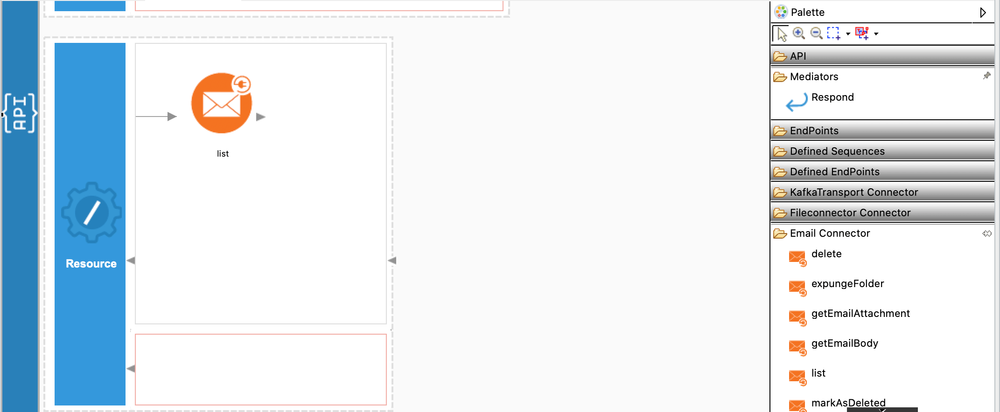 {API}
list
Resource
Palette
API
Mediators
Respond
EndPoints
Defined Sequences
Defined EndPoints
KafkaTransport Connector
Fileconnector Connector
Email Connector
delete
expungeFolder
getEmailAttachment
getEmailBody
list
markAsDeleted